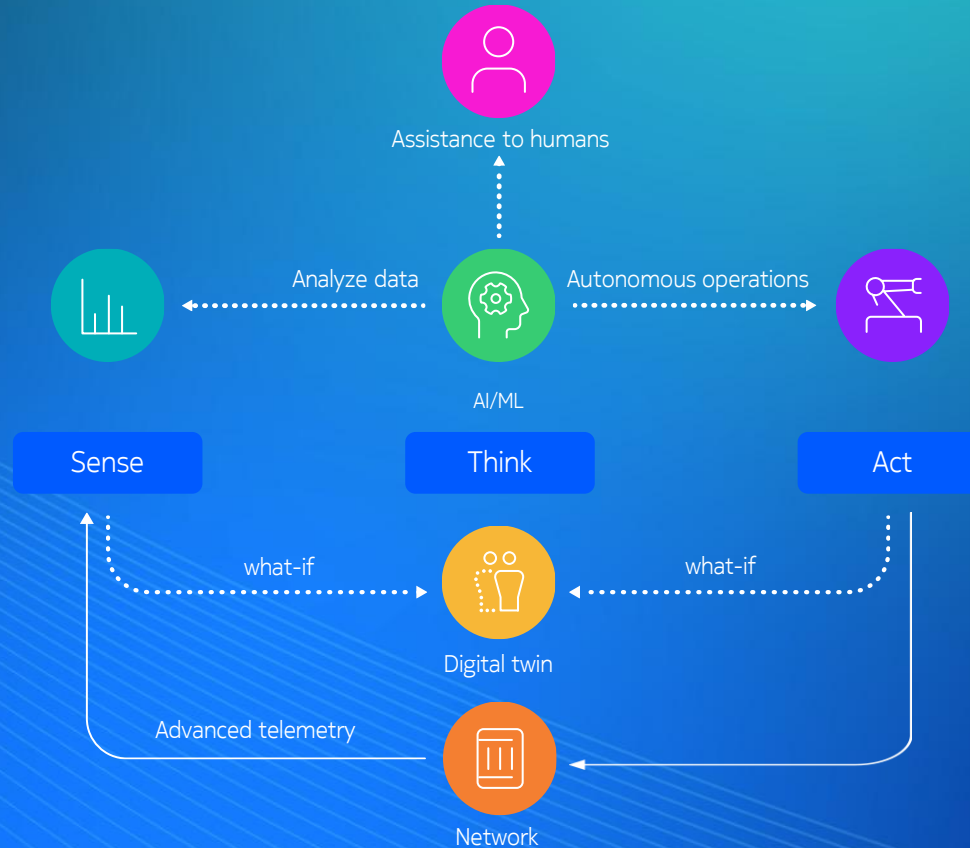 Assistance to humans
Analyze data
Autonomous operations
AI/ML
Sense
Think
Act
what-if
what-if
Digital twin
Advanced telemetry
Network